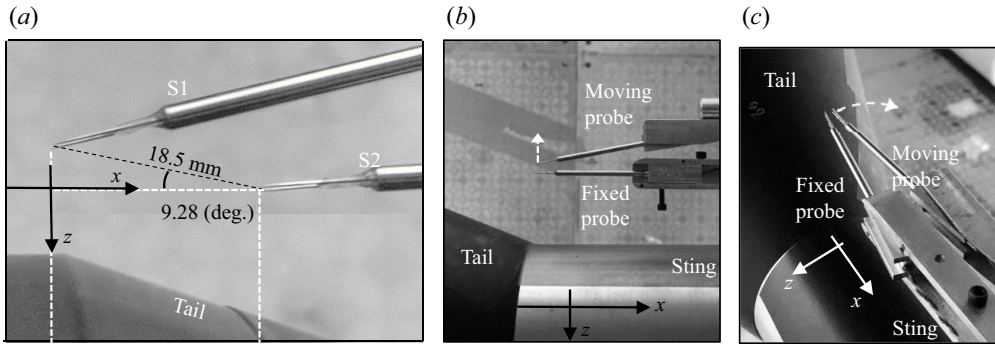 (a)
S1
18.5 mm
x
S2
9.28 (deg.)
z
Tail
(b)
Moving
probe
Fixed
probe
Tail
Sting
x
z
(c)
Tail
Moving
probe
Fixed
probe
z
x
Sting